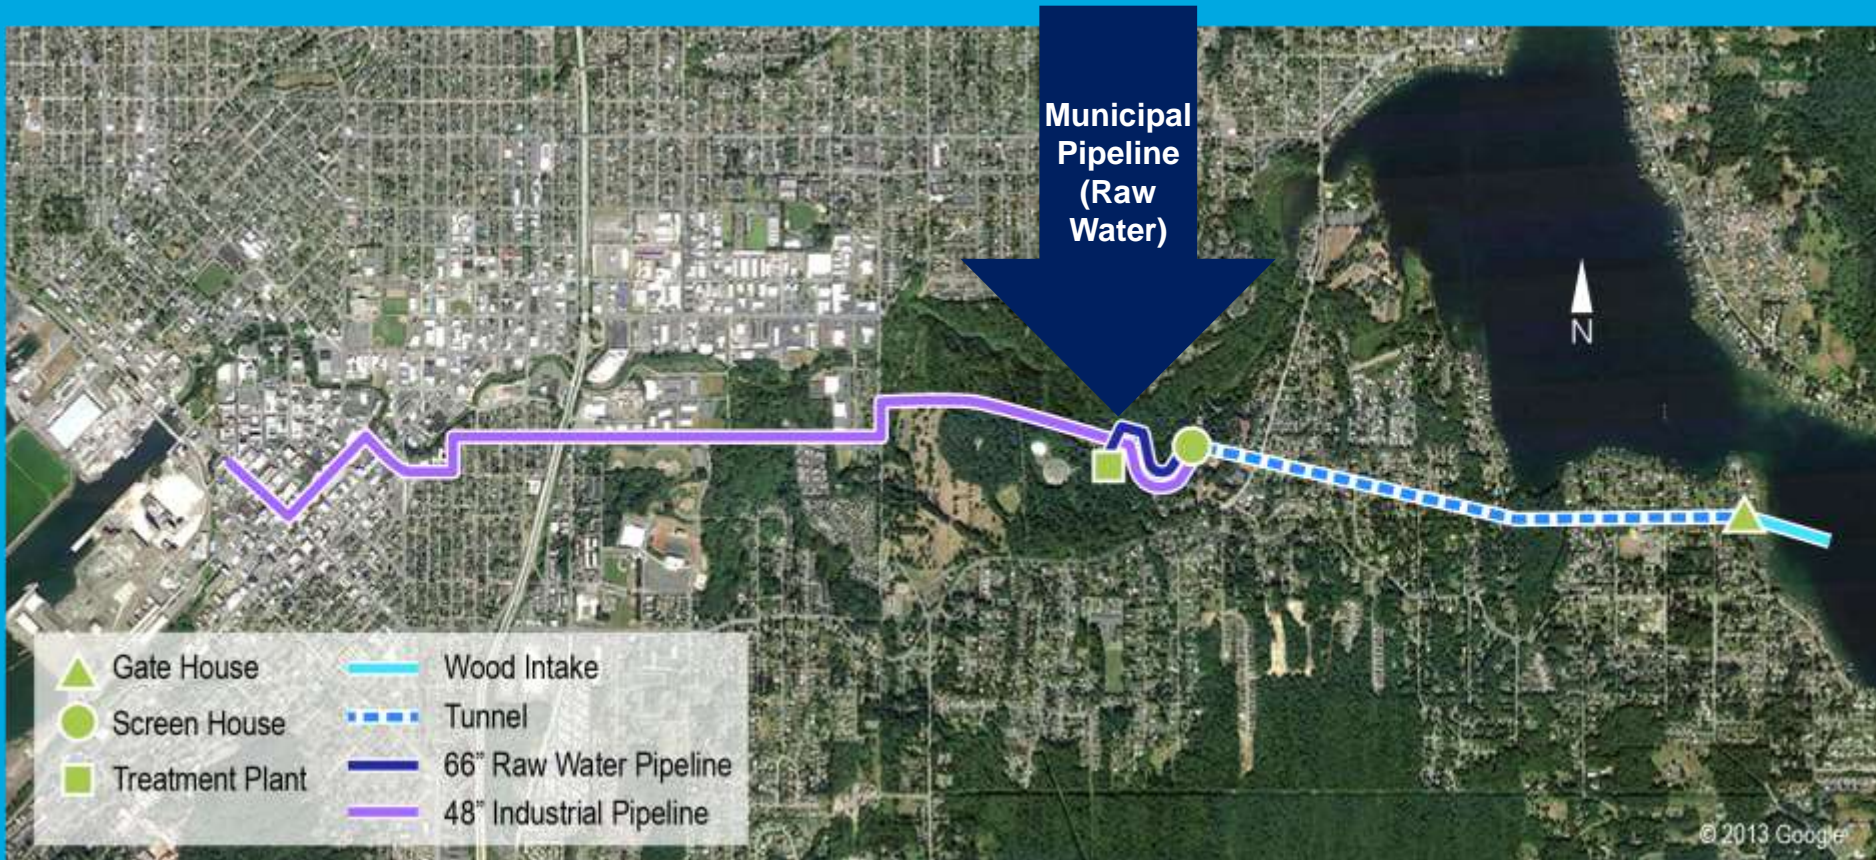 Municipal
Pipeline
(Raw
Water)
N
Gate House
Screen House
Treatment Plant
Wood Intake
Tunnel
66" Raw Water Pipeline
48" Industrial Pipeline
© 2013 Google